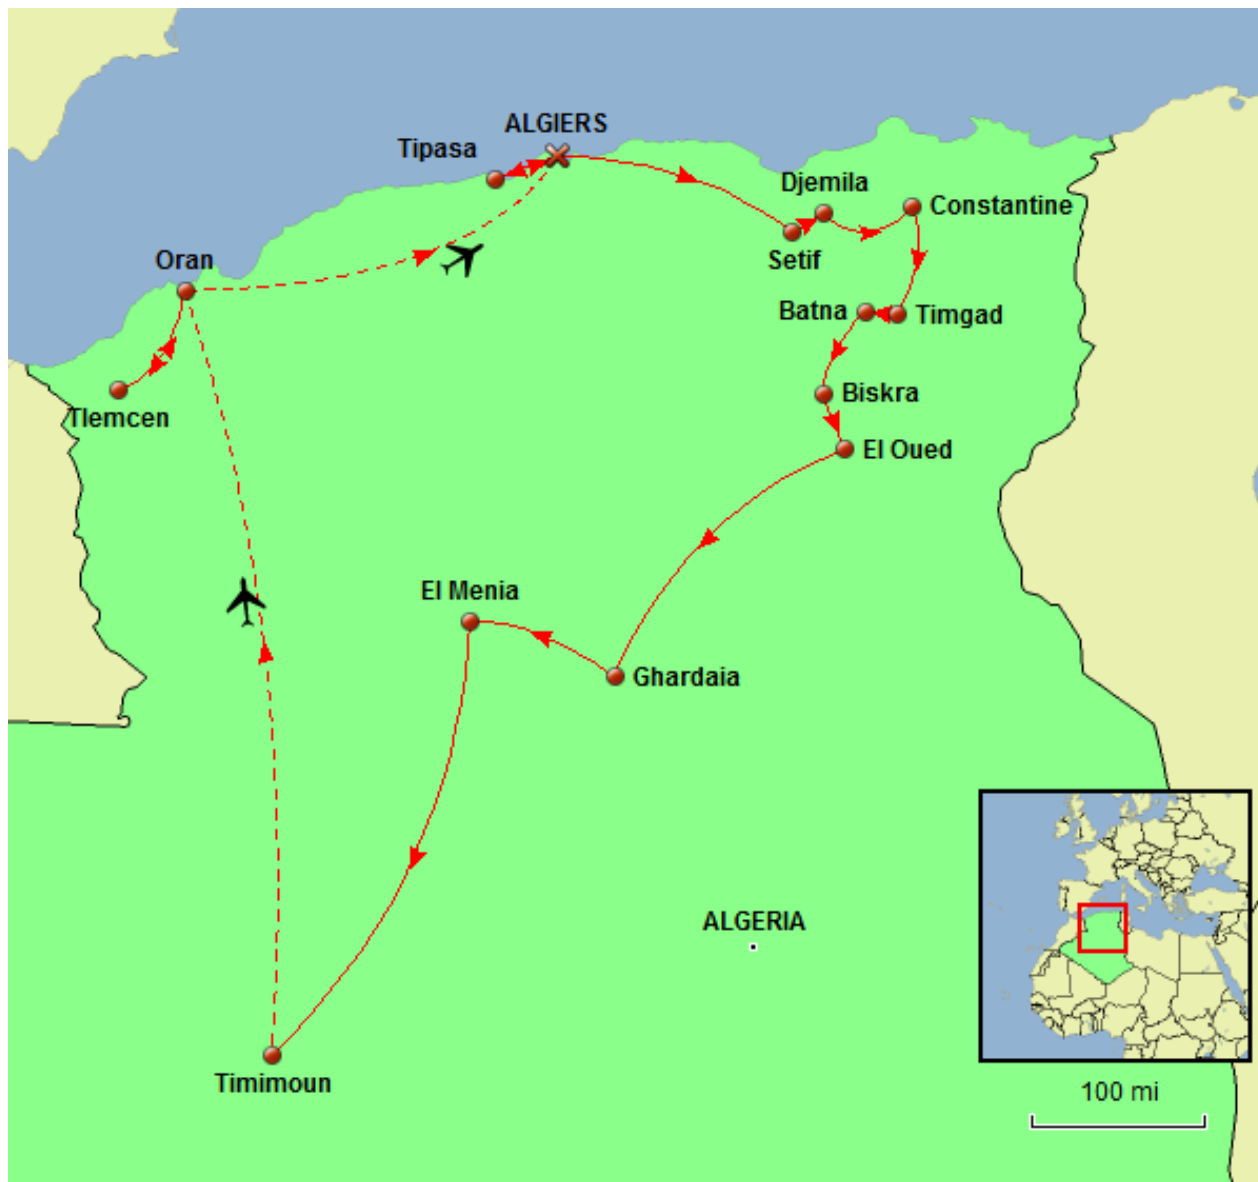 ALGIERS
Tipasa
Djemila
Constantine
Setif
Oran
Batna
Timgad
Tlemcen
Biskra
El Oued
El Menia
Ghardaia
ALGERIA
Timimoun
100 mi